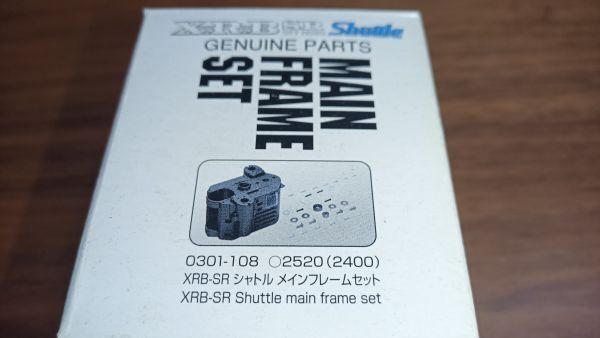 XRB SR Shuttle
GENUINE PARTS
MAIN
FRAME
SET
0301-108 ○2520(2400)
XRB-SR シャトル メインフレームセット
XRB-SR Shuttle main frame set